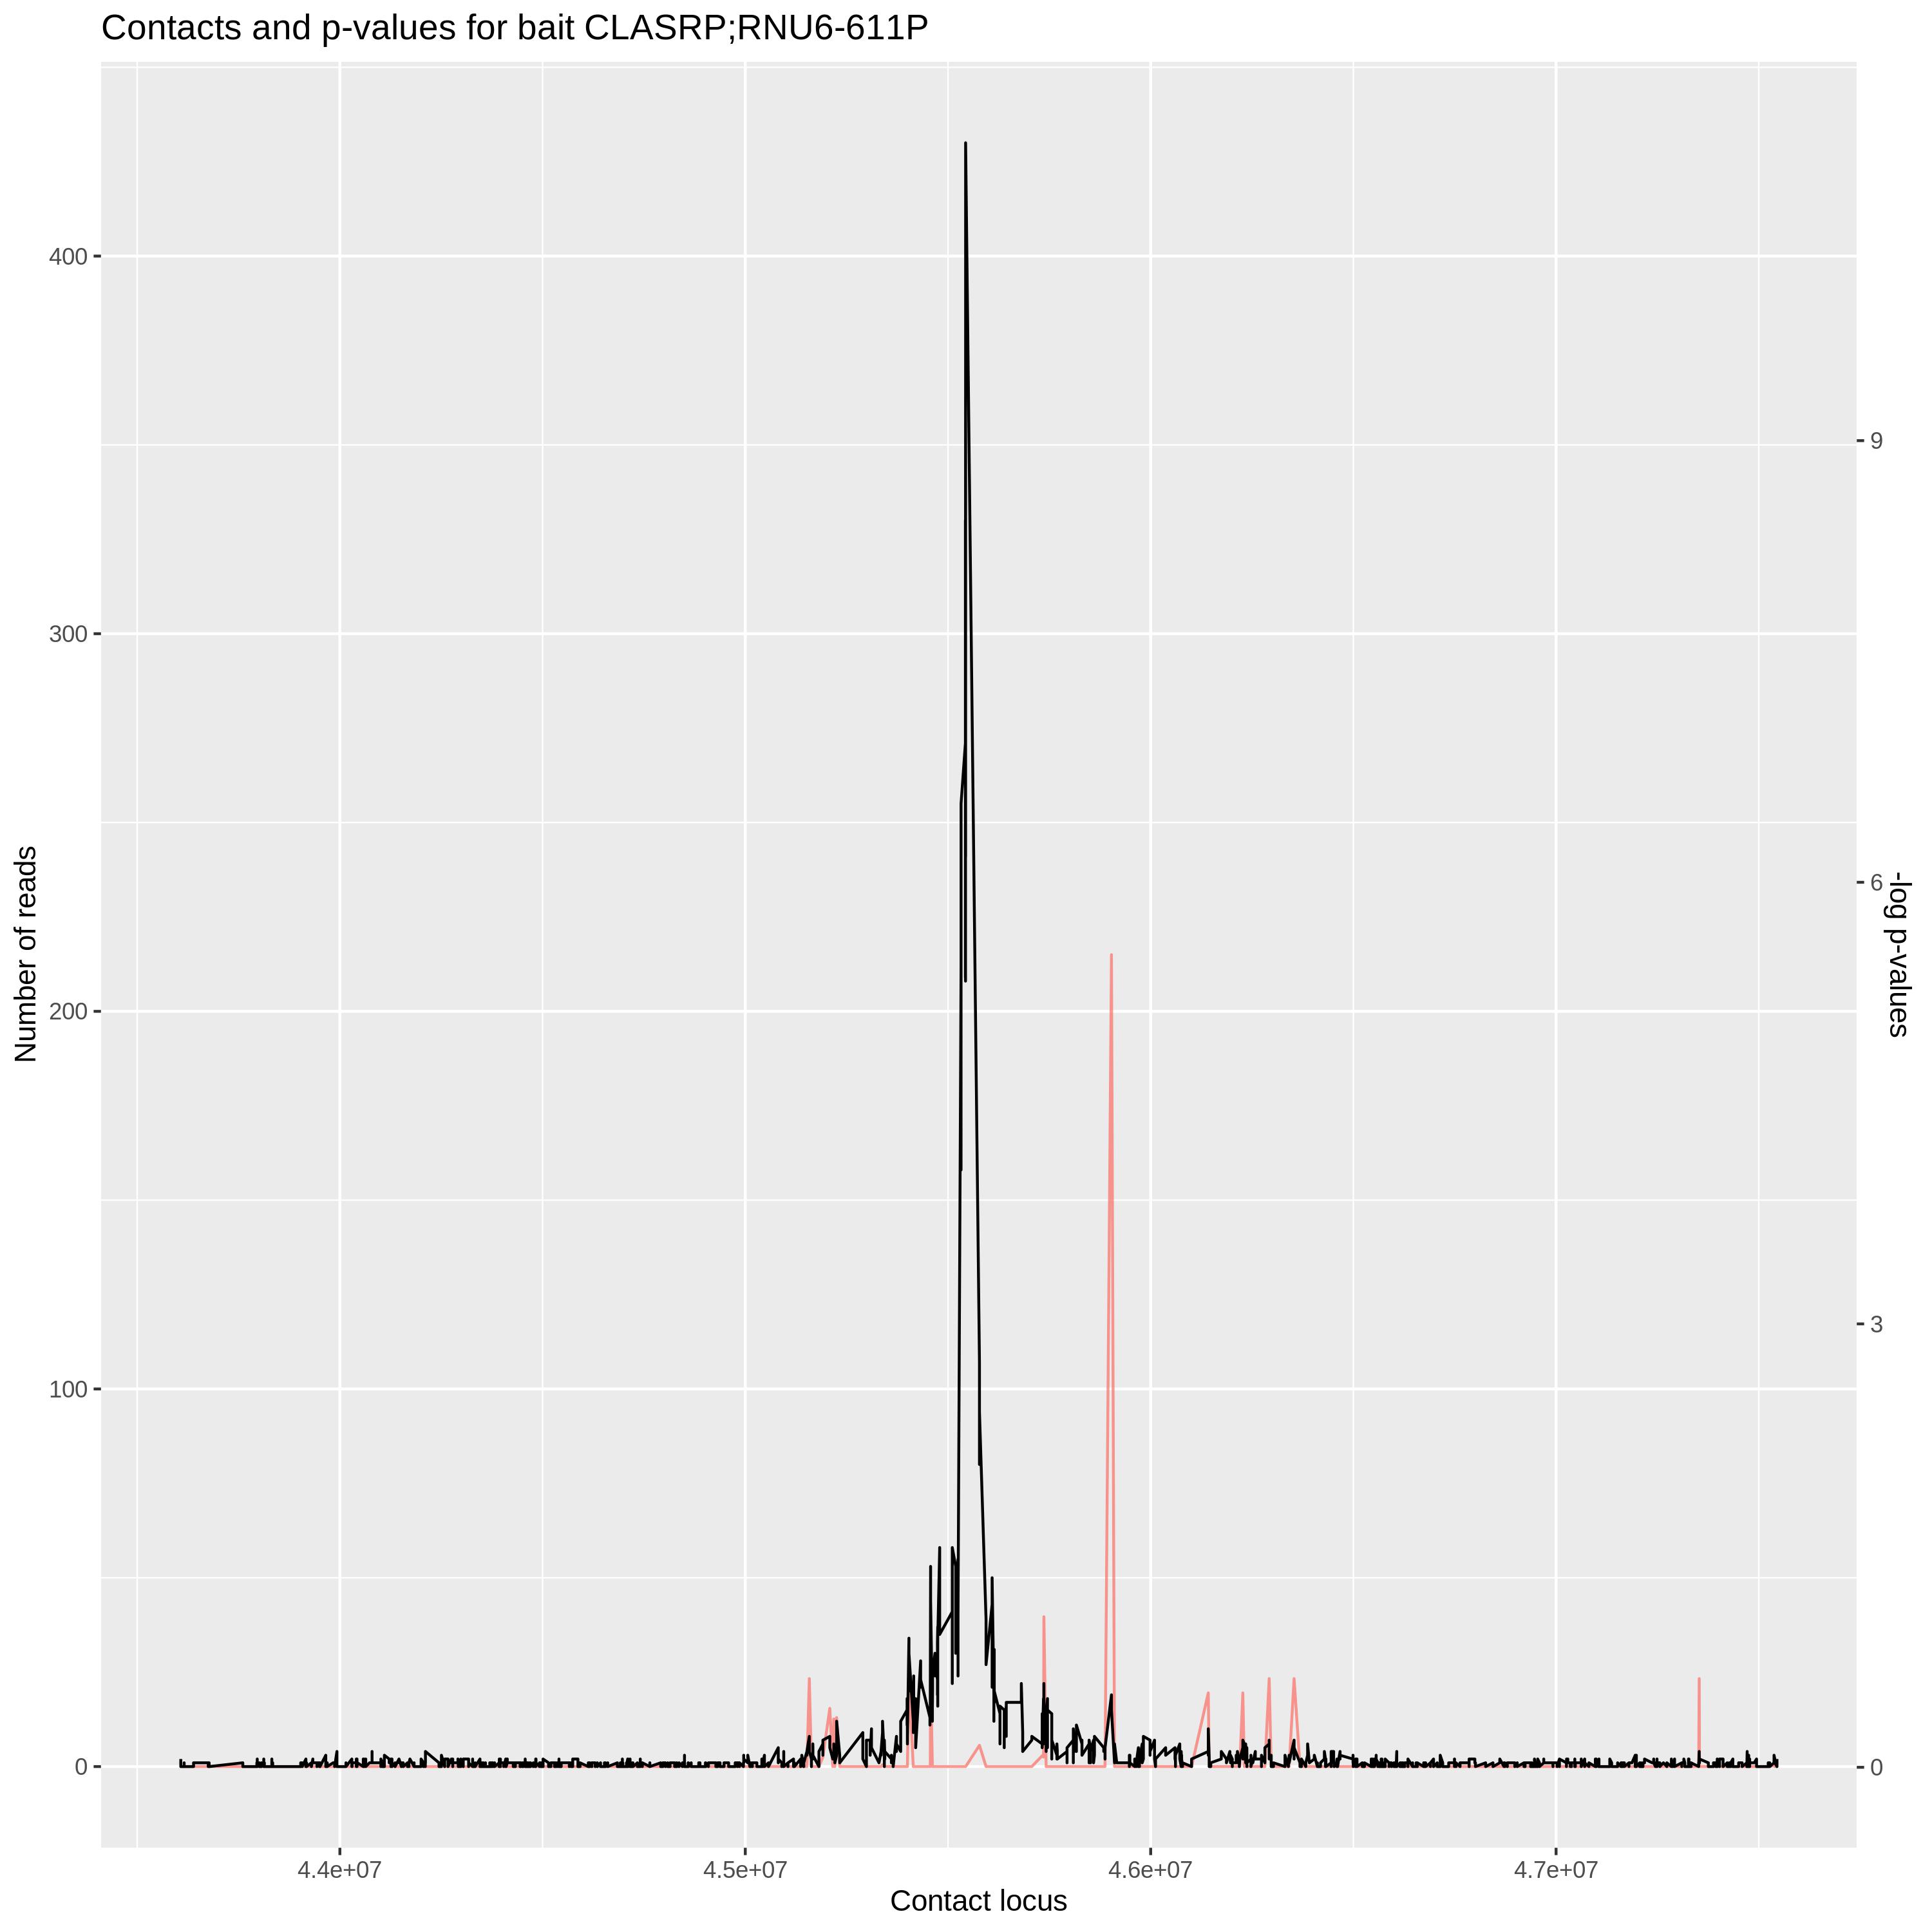 Contacts and p-values for bait CLASRP;RNU6-611P
400
300
200
100
0
Number of reads
9
6
3
0
-log p-values
4.4e+07
4.5e+07
4.6e+07
4.7e+07
Contact locus